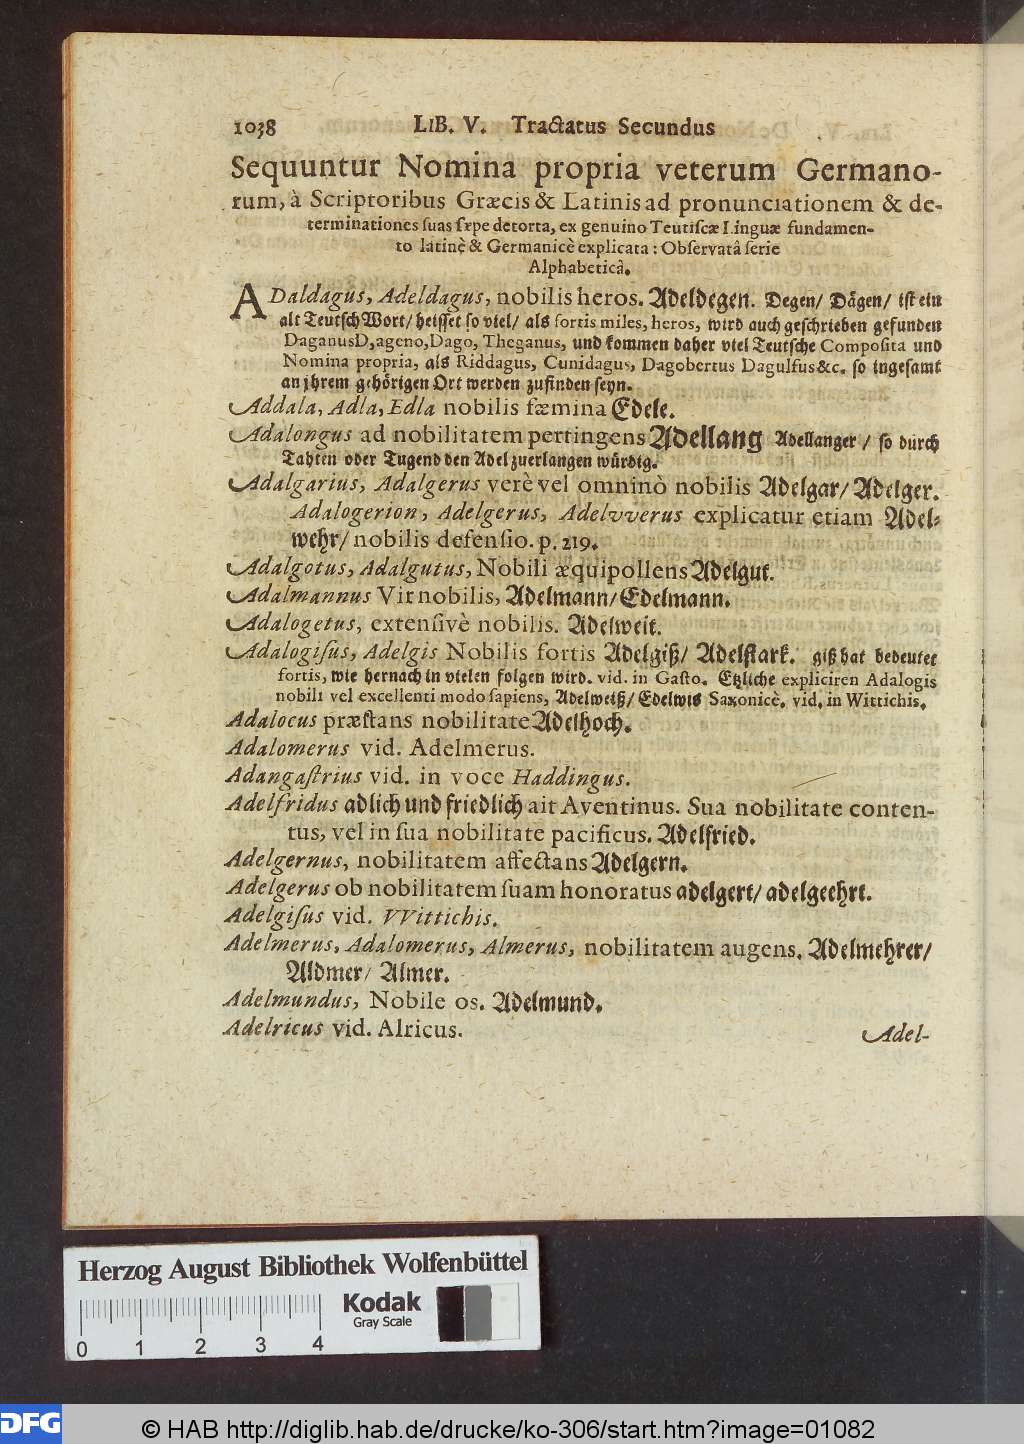 1038 LIB. V. Tractatus Secundus
Sequuntur Nomina propria veterum Germano-
rum, à Scriptoribus Græcis & Latinis ad pronunciationem & de-
terminationes ſuas ſæpe detorta, ex genuino Teutiſcæ Linguæ fundamen-
to latinè & Germanicè explicata: Obſervatâ ſerie
Alphabeticâ.
ADaldagus, Adeldagus, nobilis heros. Adeldegen. Degen/ Dägen/ iſt ein
alt Teutſch Wort/ heiſſet ſo viel/ als fortis miles, heros, wird auch geſchrieben gefunden
DaganusD,ageno,Dago, Theganus, und kommen daher viel Teutſche Compoſita und
Nomina propria, als Riddagus, Cunidagus, Dagobertus Dagulfus &c. ſo ingeſamt
an jhrem gehörigen Ort werden zufinden ſeyn.
Addala, Adla, Edla nobilis fæmina Edele.
Adalongus ad nobilitatem pertingens Adellang Adellanger / ſo durch
Tahten oder Tugend den Adel zuerlangen würdig.
Adalgarius, Adalgerus verè vel omninò nobilis Adelgar/ Adelger.
Adalogerion, Adelgerus, Adelvverus explicatur etiam Adel-
wehr/ nobilis defenſio. p. 219.
Adalgotus, Adalgutus, Nobili æquipollens Adelgut.
Adalmannus Vir nobilis, Adelmann/ Edelmann.
Adalogetus, extenſivè nobilis. Adelweit.
Adalogiſus, Adelgis Nobilis fortis Adelgiß/ Adelſtark. giß hat bedeutet
fortis, wie hernach in vielen folgen wird. vid. in Gaſto. Etzliche expliciren Adalogis
nobili vel excellenti modo ſapiens, Adelweiß/ Edelwis Saxonicè. vid. in Wittichis.
Adalocus præſtans nobilitate Adelhoch.
Adalomerus vid. Adelmerus.
Adangaſtrius vid. in voce Haddingus.
Adelfridus adlich und friedlich ait Aventinus. Sua nobilitate conten-
tus, vel in ſua nobilitate pacificus. Adelfried.
Adelgernus, nobilitatem affectans Adelgern.
Adelgerus ob nobilitatem ſuam honoratus adelgert/ adelgeehrt.
Adelgiſus vid. VVittichis.
Adelmerus, Adalomerus, Almerus, nobilitatem augens. Adelmehrer/
Aldmer/ Almer.
Adelmundus, Nobile os. Adelmund.
Adelricus vid. Alricus.
Adel-
Herzog August Bibliothek Wolfenbüttel
Kodak
Gray Scale
0 1 2 3 4
DFG © HAB http://diglib.hab.de/drucke/ko-306/start.htm?image=01082